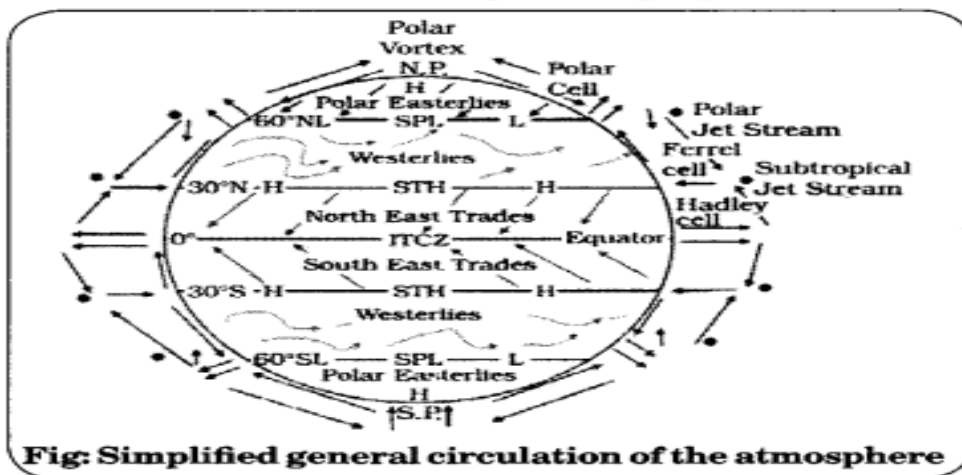 Polar
Vortex
N.P.
H
Polar
Cell
Polar Easterlies
60°NL SPL L
Polar
Jet Stream
Westerlies
Ferrel
cell
30°N H STH H
Subtropical
Jet Stream
North East Trades
Hadley
cell
0° ITCZ Equator
South East Trades
30°S H STH H
Westerlies
60°SL SPL L
Polar Easterlies
H
S.P.
Fig: Simplified general circulation of the atmosphere